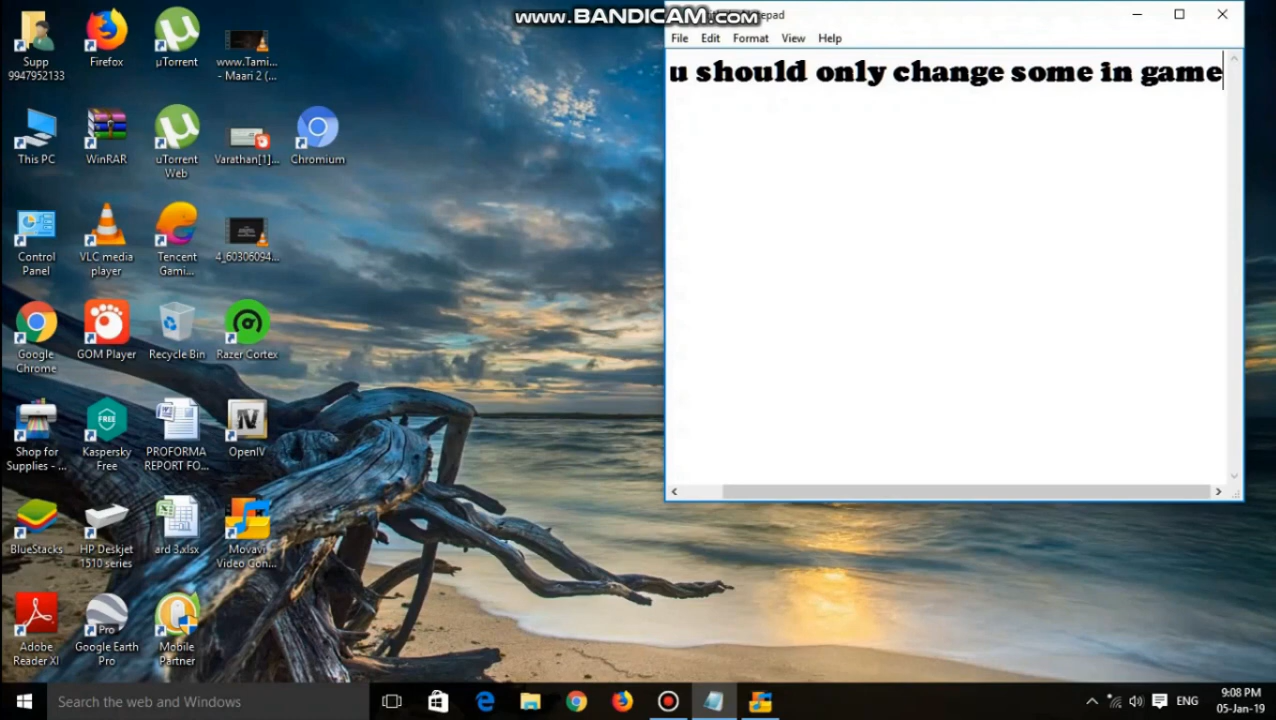 www.BANDICAM.com
File Edit Format View Help
u should only change some in game
Supp
9947952133
Firefox
µTorrent
www.Tami...
- Maari 2 (...
This PC
WinRAR
uTorrent
Web
Varathan[1]...
Chromium
Control
Panel
VLC media
player
Tencent
Gami...
4_60306094...
Google
Chrome
GOM Player
Recycle Bin
Razer Cortex
Shop for
Supplies - ...
FREE
Kaspersky
Free
PROFORMA
REPORT FO...
IV
OpenIV
BlueStacks
HP Deskjet
1510 series
ard 3.xlsx
Movavi
Video Con...
Adobe
Reader XI
Pro
Google Earth
Pro
Mobile
Partner
Search the web and Windows
ENG
9:08 PM
05-Jan-19